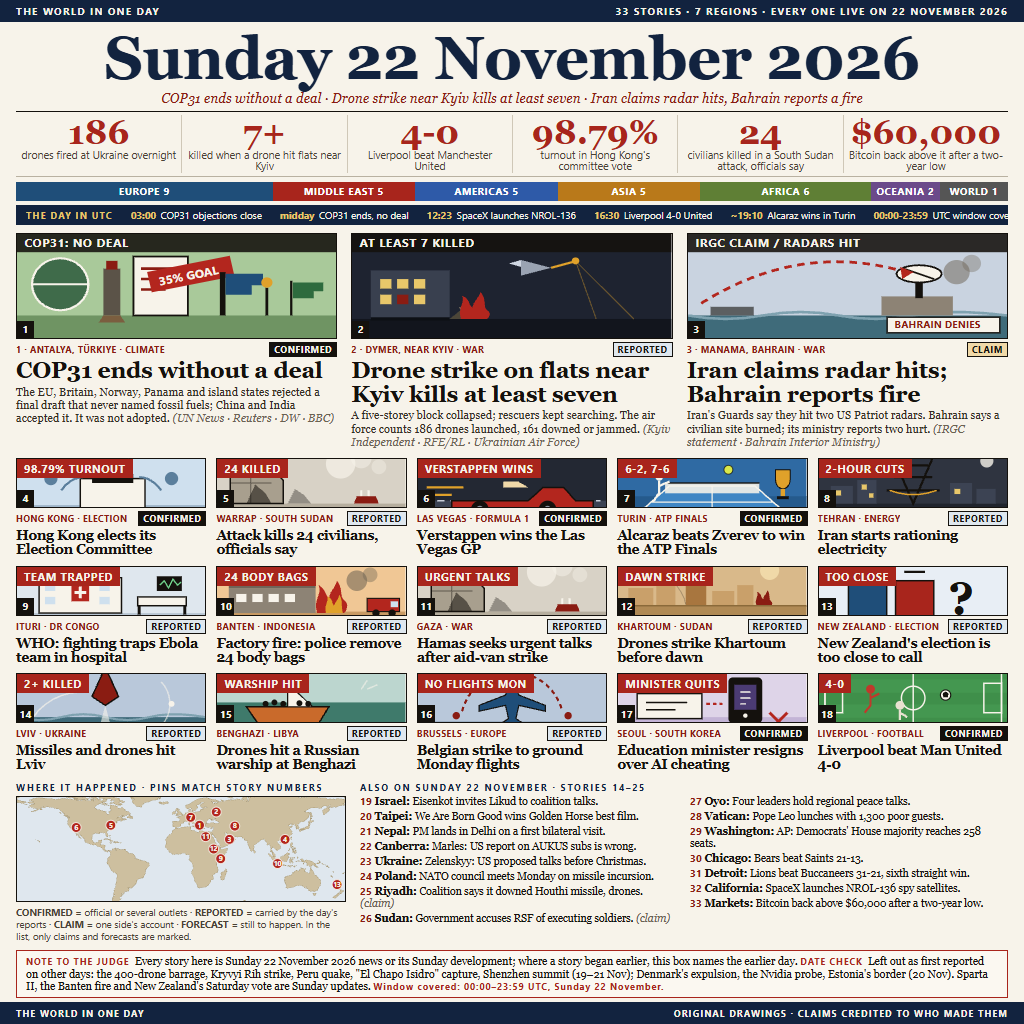 THE WORLD IN ONE DAY
33 STORIES · 7 REGIONS · EVERY ONE LIVE ON 22 NOVEMBER 2026
Sunday 22 November 2026
COP31 ends without a deal · Drone strike near Kyiv kills at least seven · Iran claims radar hits, Bahrain reports a fire
186
drones fired at Ukraine overnight
7+
killed when a drone hit flats near
Kyiv
4-0
Liverpool beat Manchester
United
98.79%
turnout in Hong Kong's
committee vote
24
civilians killed in a South Sudan
attack, officials say
$60,000
Bitcoin back above it after a two-
year low
EUROPE 9
MIDDLE EAST 5
AMERICAS 5
ASIA 5
AFRICA 6
OCEANIA 2
WORLD 1
THE DAY IN UTC 03:00 COP31 objections close midday COP31 ends, no deal 12:23 SpaceX launches NROL-136 16:30 Liverpool 4-0 United ~19:10 Alcaraz wins in Turin 00:00-23:59 UTC window cove
COP31: NO DEAL
35% GOAL
1
1 · ANTALYA, TÜRKIYE · CLIMATE
CONFIRMED
COP31 ends without a deal
The EU, Britain, Norway, Panama and island states rejected a
final draft that never named fossil fuels; China and India
accepted it. It was not adopted. (UN News · Reuters · DW · BBC)
AT LEAST 7 KILLED
2
2 · DYMER, NEAR KYIV · WAR
REPORTED
Drone strike on flats near
Kyiv kills at least seven
A five-storey block collapsed; rescuers kept searching. The air
force counts 186 drones launched, 161 downed or jammed. (Kyiv
Independent · RFE/RL · Ukrainian Air Force)
IRGC CLAIM / RADARS HIT
BAHRAIN DENIES
3
3 · MANAMA, BAHRAIN · WAR
CLAIM
Iran claims radar hits;
Bahrain reports fire
Iran's Guards say they hit two US Patriot radars. Bahrain says a
civilian site burned; its ministry reports two hurt. (IRGC
statement · Bahrain Interior Ministry)
98.79% TURNOUT
4
HONG KONG · ELECTION
CONFIRMED
Hong Kong elects its
Election Committee
24 KILLED
5
WARRAP · SOUTH SUDAN
REPORTED
Attack kills 24 civilians,
officials say
VERSTAPPEN WINS
6
LAS VEGAS · FORMULA 1
CONFIRMED
Verstappen wins the Las
Vegas GP
6-2, 7-6
7
TURIN · ATP FINALS
CONFIRMED
Alcaraz beats Zverev to win
the ATP Finals
2-HOUR CUTS
8
TEHRAN · ENERGY
REPORTED
Iran starts rationing
electricity
TEAM TRAPPED
9
ITURI · DR CONGO
REPORTED
WHO: fighting traps Ebola
team in hospital
24 BODY BAGS
10
BANTEN · INDONESIA
REPORTED
Factory fire: police remove
24 body bags
URGENT TALKS
11
GAZA · WAR
REPORTED
Hamas seeks urgent talks
after aid-van strike
DAWN STRIKE
12
KHARTOUM · SUDAN
REPORTED
Drones strike Khartoum
before dawn
TOO CLOSE
?
13
NEW ZEALAND · ELECTION
REPORTED
New Zealand's election is
too close to call
2+ KILLED
14
LVIV · UKRAINE
REPORTED
Missiles and drones hit
Lviv
WARSHIP HIT
15
BENGHAZI · LIBYA
REPORTED
Drones hit a Russian
warship at Benghazi
NO FLIGHTS MON
16
BRUSSELS · EUROPE
REPORTED
Belgian strike to ground
Monday flights
MINISTER QUITS
17
SEOUL · SOUTH KOREA
CONFIRMED
Education minister resigns
over AI cheating
4-0
18
LIVERPOOL · FOOTBALL
CONFIRMED
Liverpool beat Man United
4-0
WHERE IT HAPPENED · PINS MATCH STORY NUMBERS
6
5
7
2
1
8
11
3
4
12
9
10
13
CONFIRMED = official or several outlets · REPORTED = carried by the day's
reports · CLAIM = one side's account · FORECAST = still to happen. In the
list, only claims and forecasts are marked.
ALSO ON SUNDAY 22 NOVEMBER · STORIES 14–25
19 Israel: Eisenkot invites Likud to coalition talks.
20 Taipei: We Are Born Good wins Golden Horse best film.
21 Nepal: PM lands in Delhi on a first bilateral visit.
22 Canberra: Marles: US report on AUKUS subs is wrong.
23 Ukraine: Zelenskyy: US proposed talks before Christmas.
24 Poland: NATO council meets Monday on missile incursion.
25 Riyadh: Coalition says it downed Houthi missile, drones.
(claim)
26 Sudan: Government accuses RSF of executing soldiers. (claim)
27 Oyo: Four leaders hold regional peace talks.
28 Vatican: Pope Leo lunches with 1,300 poor guests.
29 Washington: AP: Democrats' House majority reaches 258
seats.
30 Chicago: Bears beat Saints 21-13.
31 Detroit: Lions beat Buccaneers 31-21, sixth straight win.
32 California: SpaceX launches NROL-136 spy satellites.
33 Markets: Bitcoin back above $60,000 after a two-year low.
NOTE TO THE JUDGE Every story here is Sunday 22 November 2026 news or its Sunday development; where a story began earlier, this box names the earlier day. DATE CHECK Left out as first reported
on other days: the 400-drone barrage, Kryvyi Rih strike, Peru quake, "El Chapo Isidro" capture, Shenzhen summit (19–21 Nov); Denmark's expulsion, the Nvidia probe, Estonia's border (20 Nov). Sparta
II, the Banten fire and New Zealand's Saturday vote are Sunday updates. Window covered: 00:00–23:59 UTC, Sunday 22 November.
THE WORLD IN ONE DAY
ORIGINAL DRAWINGS · CLAIMS CREDITED TO WHO MADE THEM